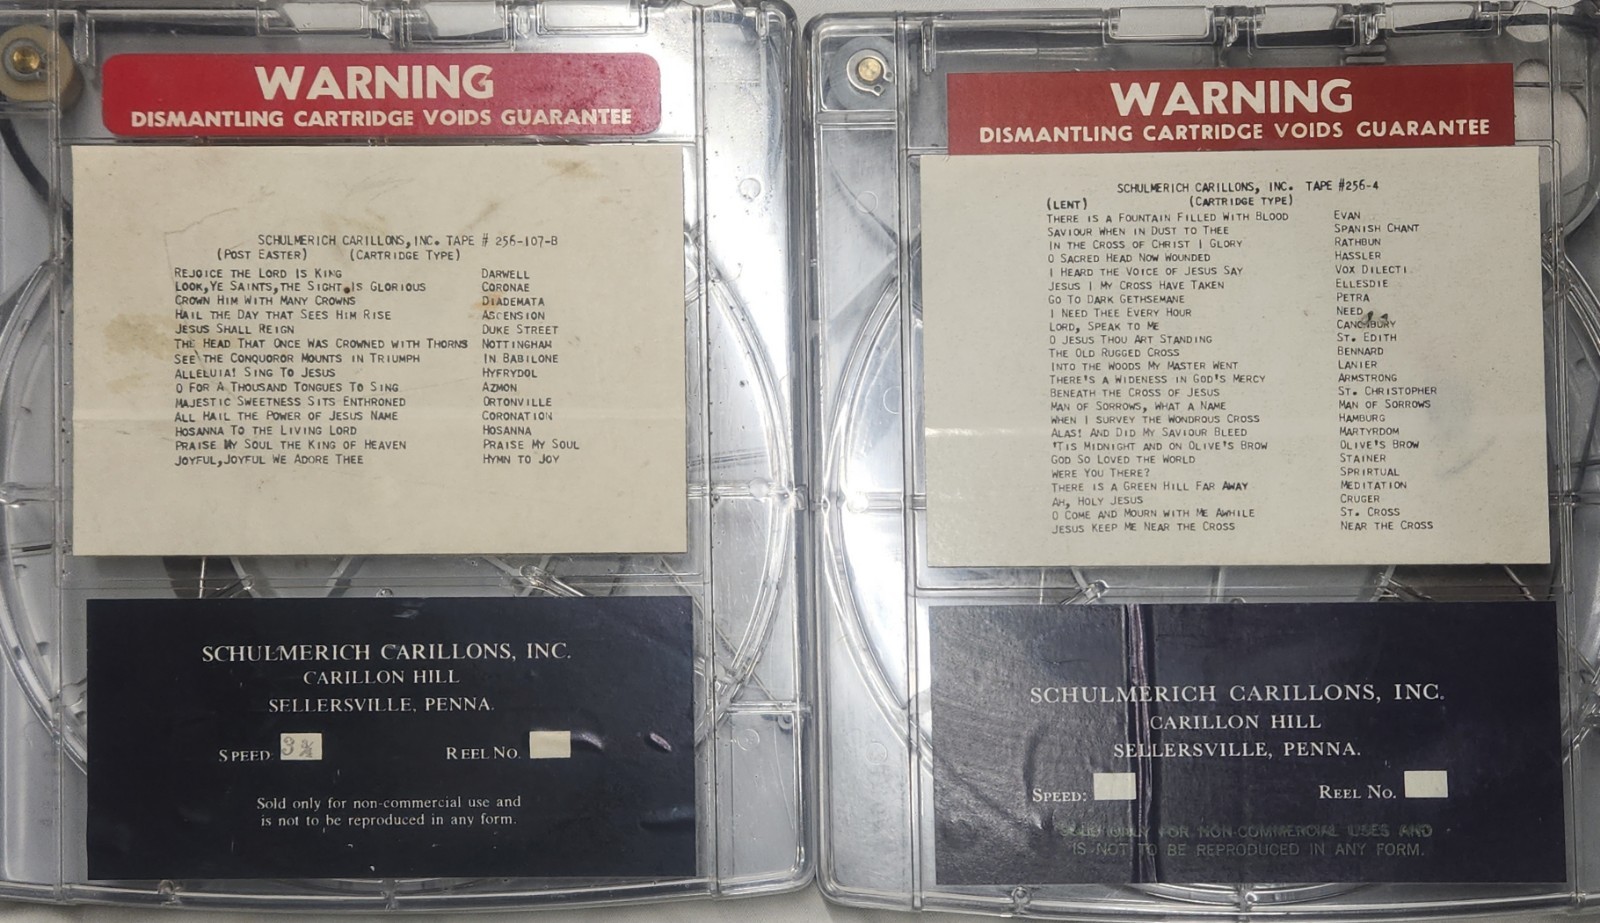 WARNING
DISMANTLING CARTRIDGE VOIDS GUARANTEE
SCHULMERICH CARILLONS, INC. TAPE # 256-107-B
(POST EASTER) (CARTRIDGE TYPE)
REJOICE THE LORD IS KING DARWELL
LOOK, YE SAINTS, THE SIGHT IS GLORIOUS CORONAE
CROWN HIM WITH MANY CROWNS DIADEMATA
HAIL THE DAY THAT SEES HIM RISE ASCENSION
JESUS SHALL REIGN DUKE STREET
THE HEAD THAT ONCE WAS CROWNED WITH THORNS NOTTINGHAM
SEE THE CONQUOROR MOUNTS IN TRIUMPH IN BABILONE
ALLELUIA! SING TO JESUS HYFRYDOL
O FOR A THOUSAND TONGUES TO SING AZMON
MAJESTIC SWEETNESS SITS ENTHRONED ORTONVILLE
ALL HAIL THE POWER OF JESUS NAME CORONATION
HOSANNA TO THE LIVING LORD HOSANNA
PRAISE MY SOUL THE KING OF HEAVEN PRAISE MY SOUL
JOYFUL, JOYFUL WE ADORE THEE HYMN TO JOY
SCHULMERICH CARILLONS, INC.
CARILLON HILL
SELLERSVILLE, PENNA.
SPEED: 3 ¾ REEL NO.
Sold only for non-commercial use and
is not to be reproduced in any form.
WARNING
DISMANTLING CARTRIDGE VOIDS GUARANTEE
SCHULMERICH CARILLONS, INC. TAPE #256-4
(LENT) (CARTRIDGE TYPE)
THERE IS A FOUNTAIN FILLED WITH BLOOD EVAN
SAVIOUR WHEN IN DUST TO THEE SPANISH CHANT
IN THE CROSS OF CHRIST I GLORY RATHBUN
O SACRED HEAD NOW WOUNDED HASSLER
I HEARD THE VOICE OF JESUS SAY VOX DILECTI
JESUS I MY CROSS HAVE TAKEN ELLESDIE
GO TO DARK GETHSEMANE PETRA
I NEED THEE EVERY HOUR NEED
LORD, SPEAK TO ME CANONBURY
O JESUS THOU ART STANDING ST. EDITH
THE OLD RUGGED CROSS BENNARD
INTO THE WOODS MY MASTER WENT LANIER
THERE'S A WIDENESS IN GOD'S MERCY ARMSTRONG
BENEATH THE CROSS OF JESUS ST. CHRISTOPHER
MAN OF SORROWS, WHAT A NAME MAN OF SORROWS
WHEN I SURVEY THE WONDROUS CROSS HAMBURG
ALAS! AND DID MY SAVIOUR BLEED MARTYRDOM
'TIS MIDNIGHT AND ON OLIVE'S BROW OLIVE'S BROW
GOD SO LOVED THE WORLD STAINER
WERE YOU THERE? SPRIRTUAL
THERE IS A GREEN HILL FAR AWAY MEDITATION
AH, HOLY JESUS CRUGER
O COME AND MOURN WITH ME AWHILE ST. CROSS
JESUS KEEP ME NEAR THE CROSS NEAR THE CROSS
SCHULMERICH CARILLONS, INC.
CARILLON HILL
SELLERSVILLE, PENNA.
SPEED: REEL NO.
SOLD ONLY FOR NON-COMMERCIAL USES AND
IS NOT TO BE REPRODUCED IN ANY FORM.